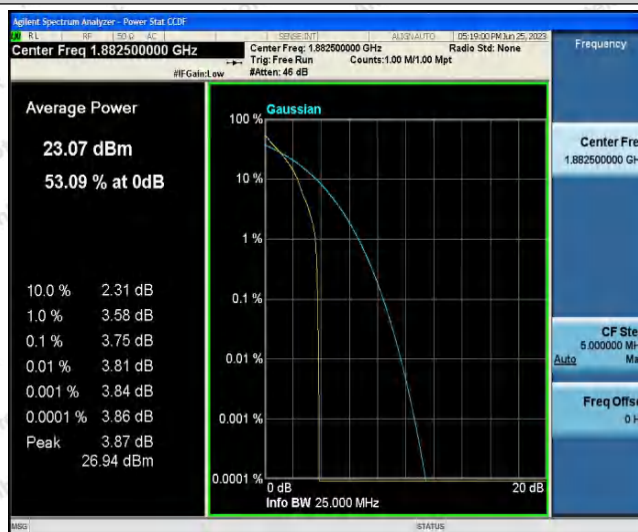 Agilent Spectrum Analyzer - Power Stat CCDF
RL RF 50 Ω AC SENSE:INT ALIGNAUTO 05:19:00 PM Jun 25, 2023
Center Freq 1.882500000 GHz
Center Freq: 1.882500000 GHz Radio Std: None
Trig: Free Run Counts:1.00 M/1.00 Mpt
#IFGain:Low #Atten: 46 dB
Frequency
Average Power
23.07 dBm
53.09 % at 0dB
10.0 % 2.31 dB
1.0 % 3.58 dB
0.1 % 3.75 dB
0.01 % 3.81 dB
0.001 % 3.84 dB
0.0001 % 3.86 dB
Peak 3.87 dB
26.94 dBm
Gaussian
100 %
10 %
1 %
0.1 %
0.01 %
0.001 %
0.0001 %
0 dB 20 dB
Info BW 25.000 MHz
Center Fre
1.882500000 GH
CF Ste
5.000000 MH
Auto Ma
Freq Offse
0 H
MSG STATUS